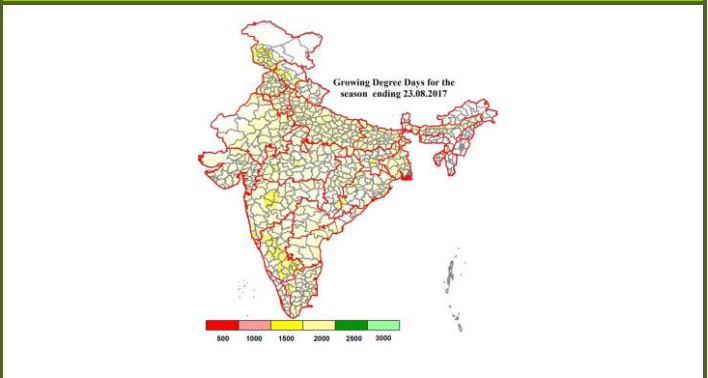 Growing Degree Days for the
season ending 23.08.2017
500 1000 1500 2000 2500 3000